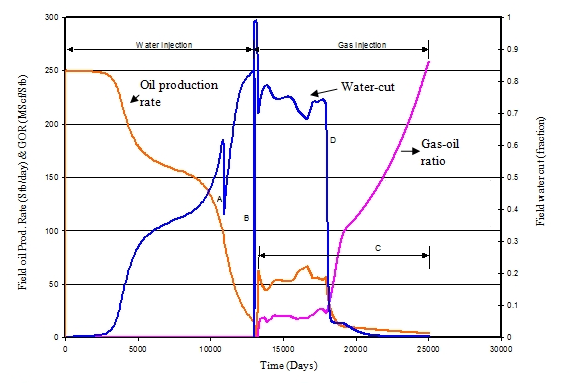 300
250
200
150
100
50
0
Field oil Prod. Rate (Stb/day) & GOR (MScf/Stb)
Water injection
Gas injection
Oil production
rate
Water-cut
Gas-oil
ratio
A
B
C
D
1
0.9
0.8
0.7
0.6
0.5
0.4
0.3
0.2
0.1
0
Field water cut (fraction)
0 5000 10000 15000 20000 25000 30000
Time (Days)